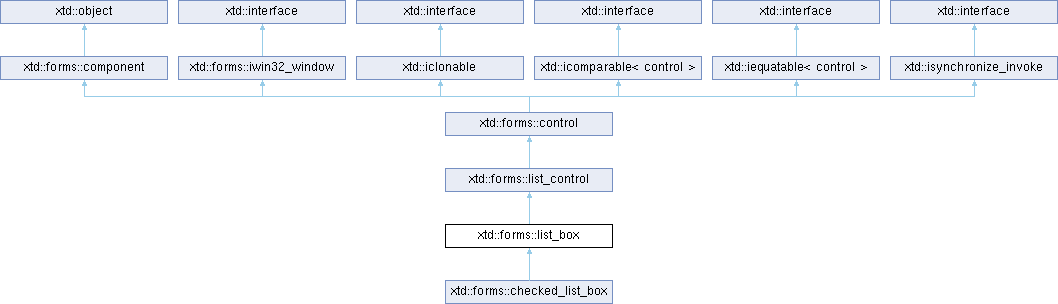 xtd::object
xtd::interface
xtd::interface
xtd::interface
xtd::interface
xtd::interface
xtd::forms::component
xtd::forms::iwin32_window
xtd::iclonable
xtd::icomparable< control >
xtd::iequatable< control >
xtd::isynchronize_invoke
xtd::forms::control
xtd::forms::list_control
xtd::forms::list_box
xtd::forms::checked_list_box